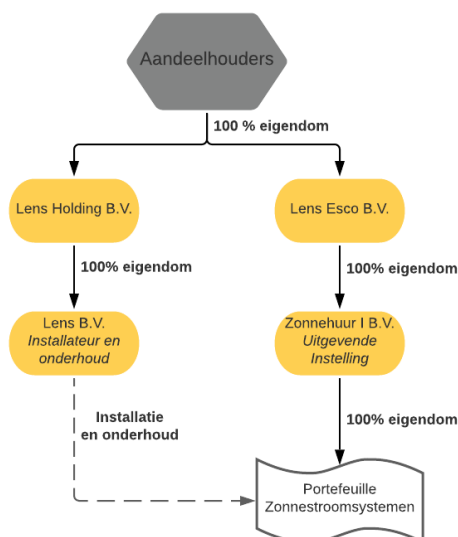 Aandeelhouders
100 % eigendom
Lens Holding B.V.
Lens Esco B.V.
100% eigendom
100% eigendom
Lens B.V.
Installateur en
onderhoud
Zonnehuur I B.V.
Uitgevende
Instelling
Installatie
en onderhoud
100% eigendom
Portefeuille
Zonnestroomsystemen